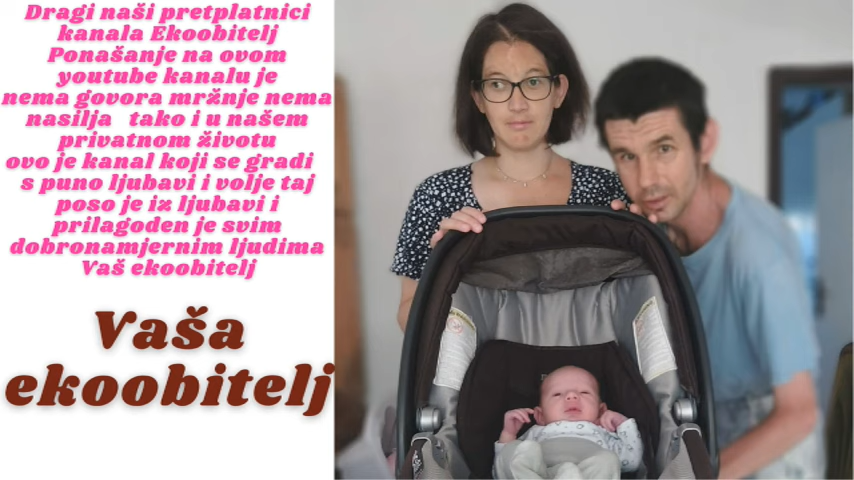 Dragi naši pretplatnici
kanala Ekoobitelj
Ponašanje na ovom
youtube kanalu je
nema govora mržnje nema
nasilja tako i u našem
privatnom životu
ovo je kanal koji se gradi
s puno ljubavi i volje taj
poso je iz ljubavi i
prilagođen je svim
dobronamjernim ljudima
Vaš ekoobitelj
Vaša
ekoobitelj